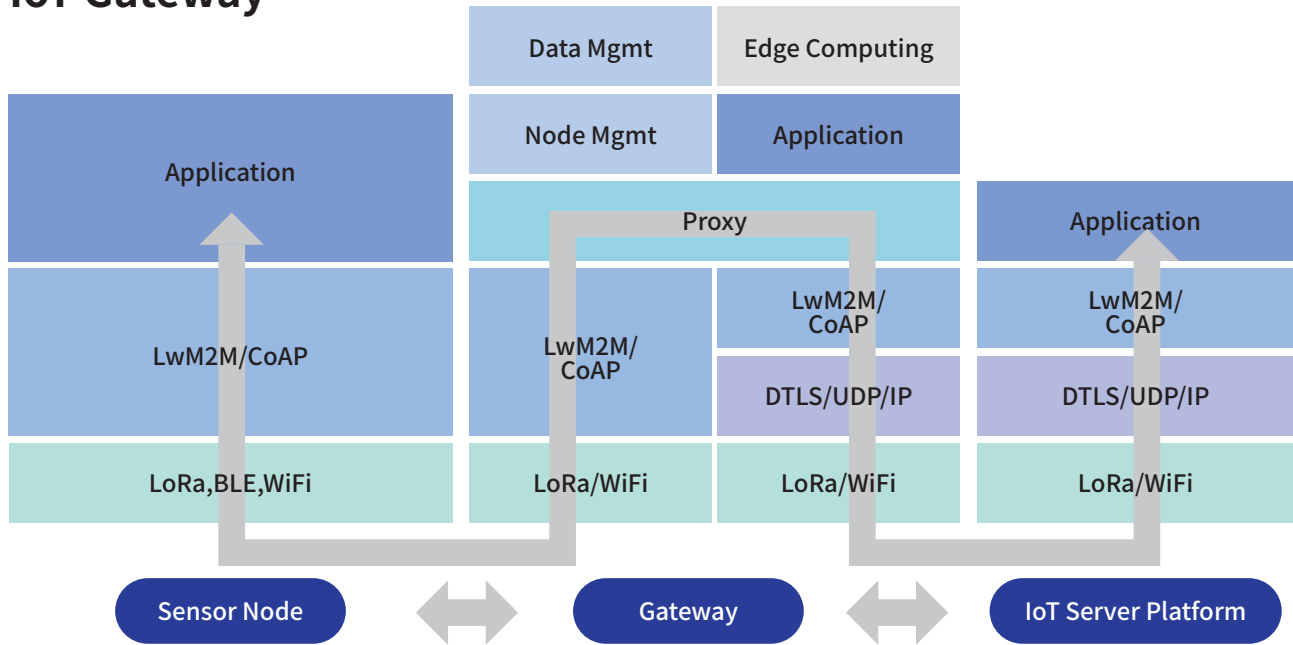 IoT Gateway
Data Mgmt
Edge Computing
Node Mgmt
Application
Application
Proxy
Application
LwM2M/CoAP
LwM2M/
CoAP
LwM2M/
CoAP
LwM2M/
CoAP
DTLS/UDP/IP
DTLS/UDP/IP
LoRa,BLE,WiFi
LoRa/WiFi
LoRa/WiFi
LoRa/WiFi
Sensor Node
Gateway
IoT Server Platform